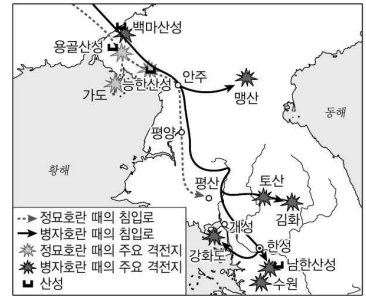 백마산성
용골산성
능한산성
안주
가도
맹산
동해
평양
황해
평산
토산
개성
김화
한성
강화도
남한산성
수원
정묘호란 때의 침입로
병자호란 때의 침입로
정묘호란 때의 주요 격전지
병자호란 때의 주요 격전지
산성